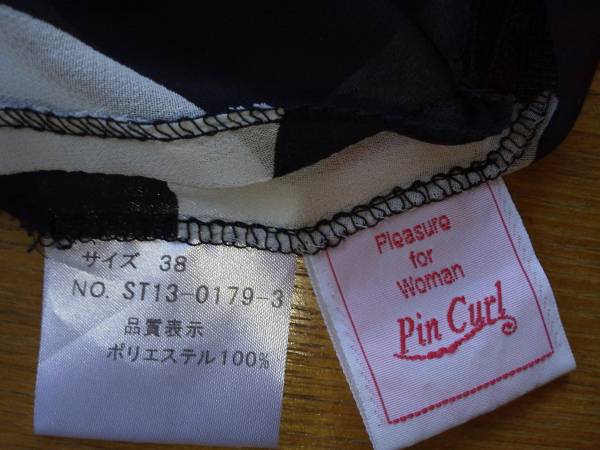 サイズ 38
NO. ST13-0179-3
品質表示
ポリエステル100%
Pleasure
for
Woman
Pin Curl